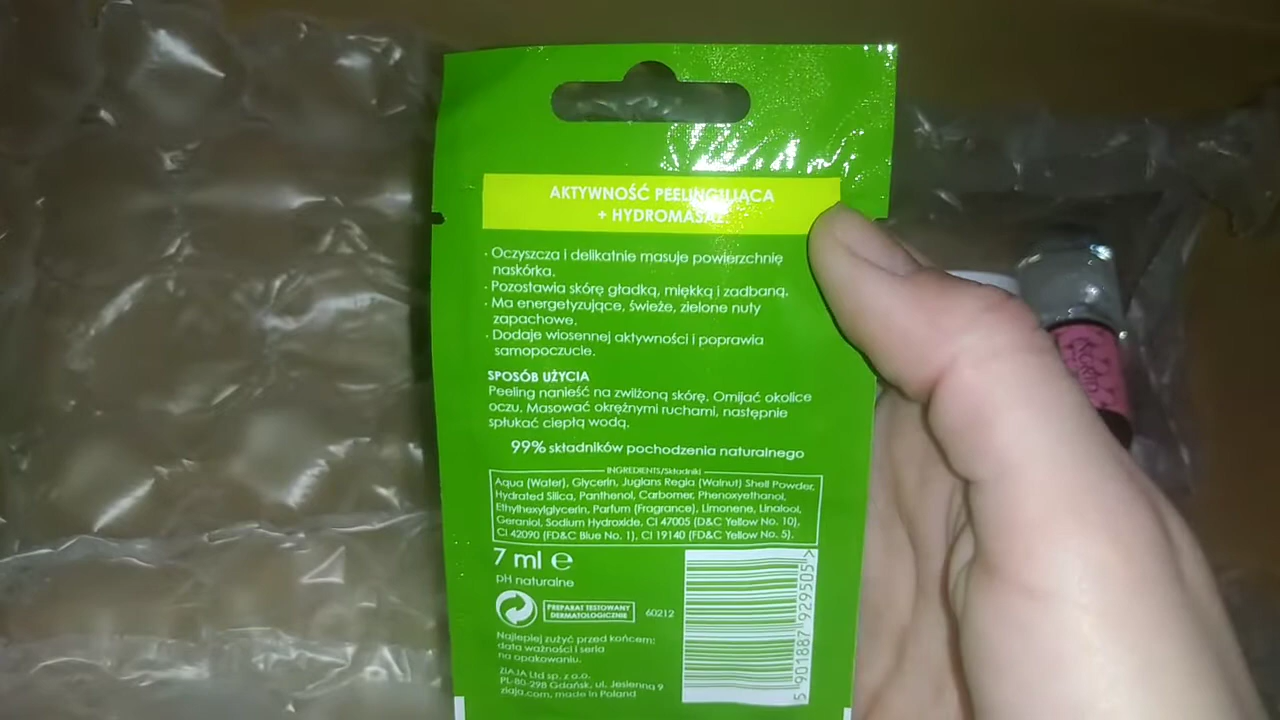 AKTYWNOŚĆ PEELINGUJĄCA
+ HYDROMASAŻ
· Oczyszcza i delikatnie masuje powierzchnię
naskórka.
· Pozostawia skórę gładką, miękką i zadbaną.
· Ma energetyzujące, świeże, zielone nuty
zapachowe.
· Dodaje wiosennej aktywności i poprawia
samopoczucie.
SPOSÓB UŻYCIA
Peeling nanieść na zwilżoną skórę. Omijać okolice
oczu. Masować okrężnymi ruchami, następnie
spłukać ciepłą wodą.
99% składników pochodzenia naturalnego
INGREDIENTS/Składniki
Aqua (Water), Glycerin, Juglans Regia (Walnut) Shell Powder,
Hydrated Silica, Panthenol, Carbomer, Phenoxyethanol,
Ethylhexylglycerin, Parfum (Fragrance), Limonene, Linalool,
Geraniol, Sodium Hydroxide, CI 47005 (D&C Yellow No. 10),
CI 42090 (FD&C Blue No. 1), CI 19140 (FD&C Yellow No. 5).
7 ml e
pH naturalne
PREPARAT TESTOWANY
DERMATOLOGICZNIE
60212
Najlepiej zużyć przed końcem:
data ważności i seria
na opakowaniu.
ZIAJA Ltd sp. z o.o.
PL-80-298 Gdańsk, ul. Jesienna 9
ziaja.com, made in Poland
5 901887 929505 >